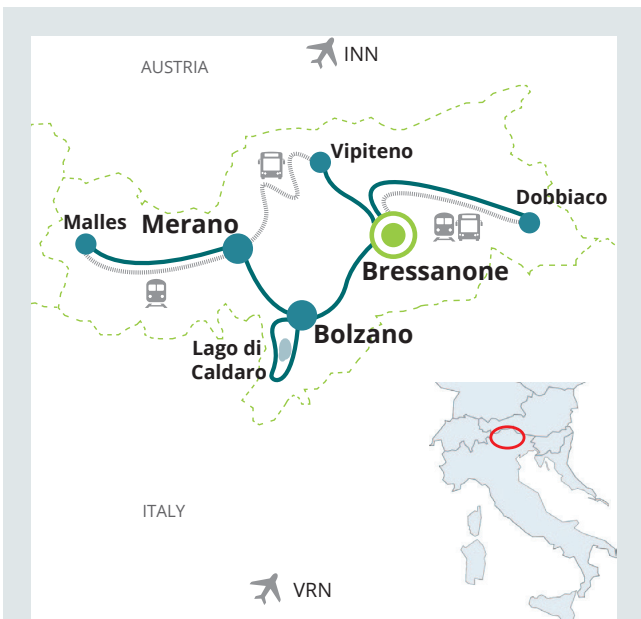 INN
AUSTRIA
Vipiteno
Dobbiaco
Malles
Merano
Bressanone
Bolzano
Lago di
Caldaro
ITALY
VRN